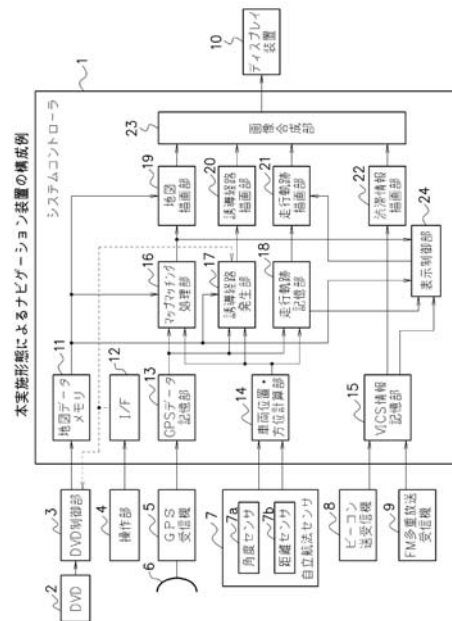 本実施形態によるナビゲーション装置の構成例
1
システムコントローラ
2
DVD
3
DVD制御部
4
操作部
5
GPS
受信機
6
7
7a
角度センサ
7b
距離センサ
自立航法センサ
8
ビーコン
送受信機
9
FM多重放送
受信機
10
ディスプレイ
装置
11
地図データ
メモリ
12
I/F
13
GPSデータ
記憶部
14
車両位置・
方位計算部
15
VICS情報
記憶部
16
マップマッチング
処理部
17
誘導経路
発生部
18
走行軌跡
記憶部
19
地図
描画部
20
誘導経路
描画部
21
走行軌跡
描画部
22
渋滞情報
描画部
23
画像合成部
24
表示制御部